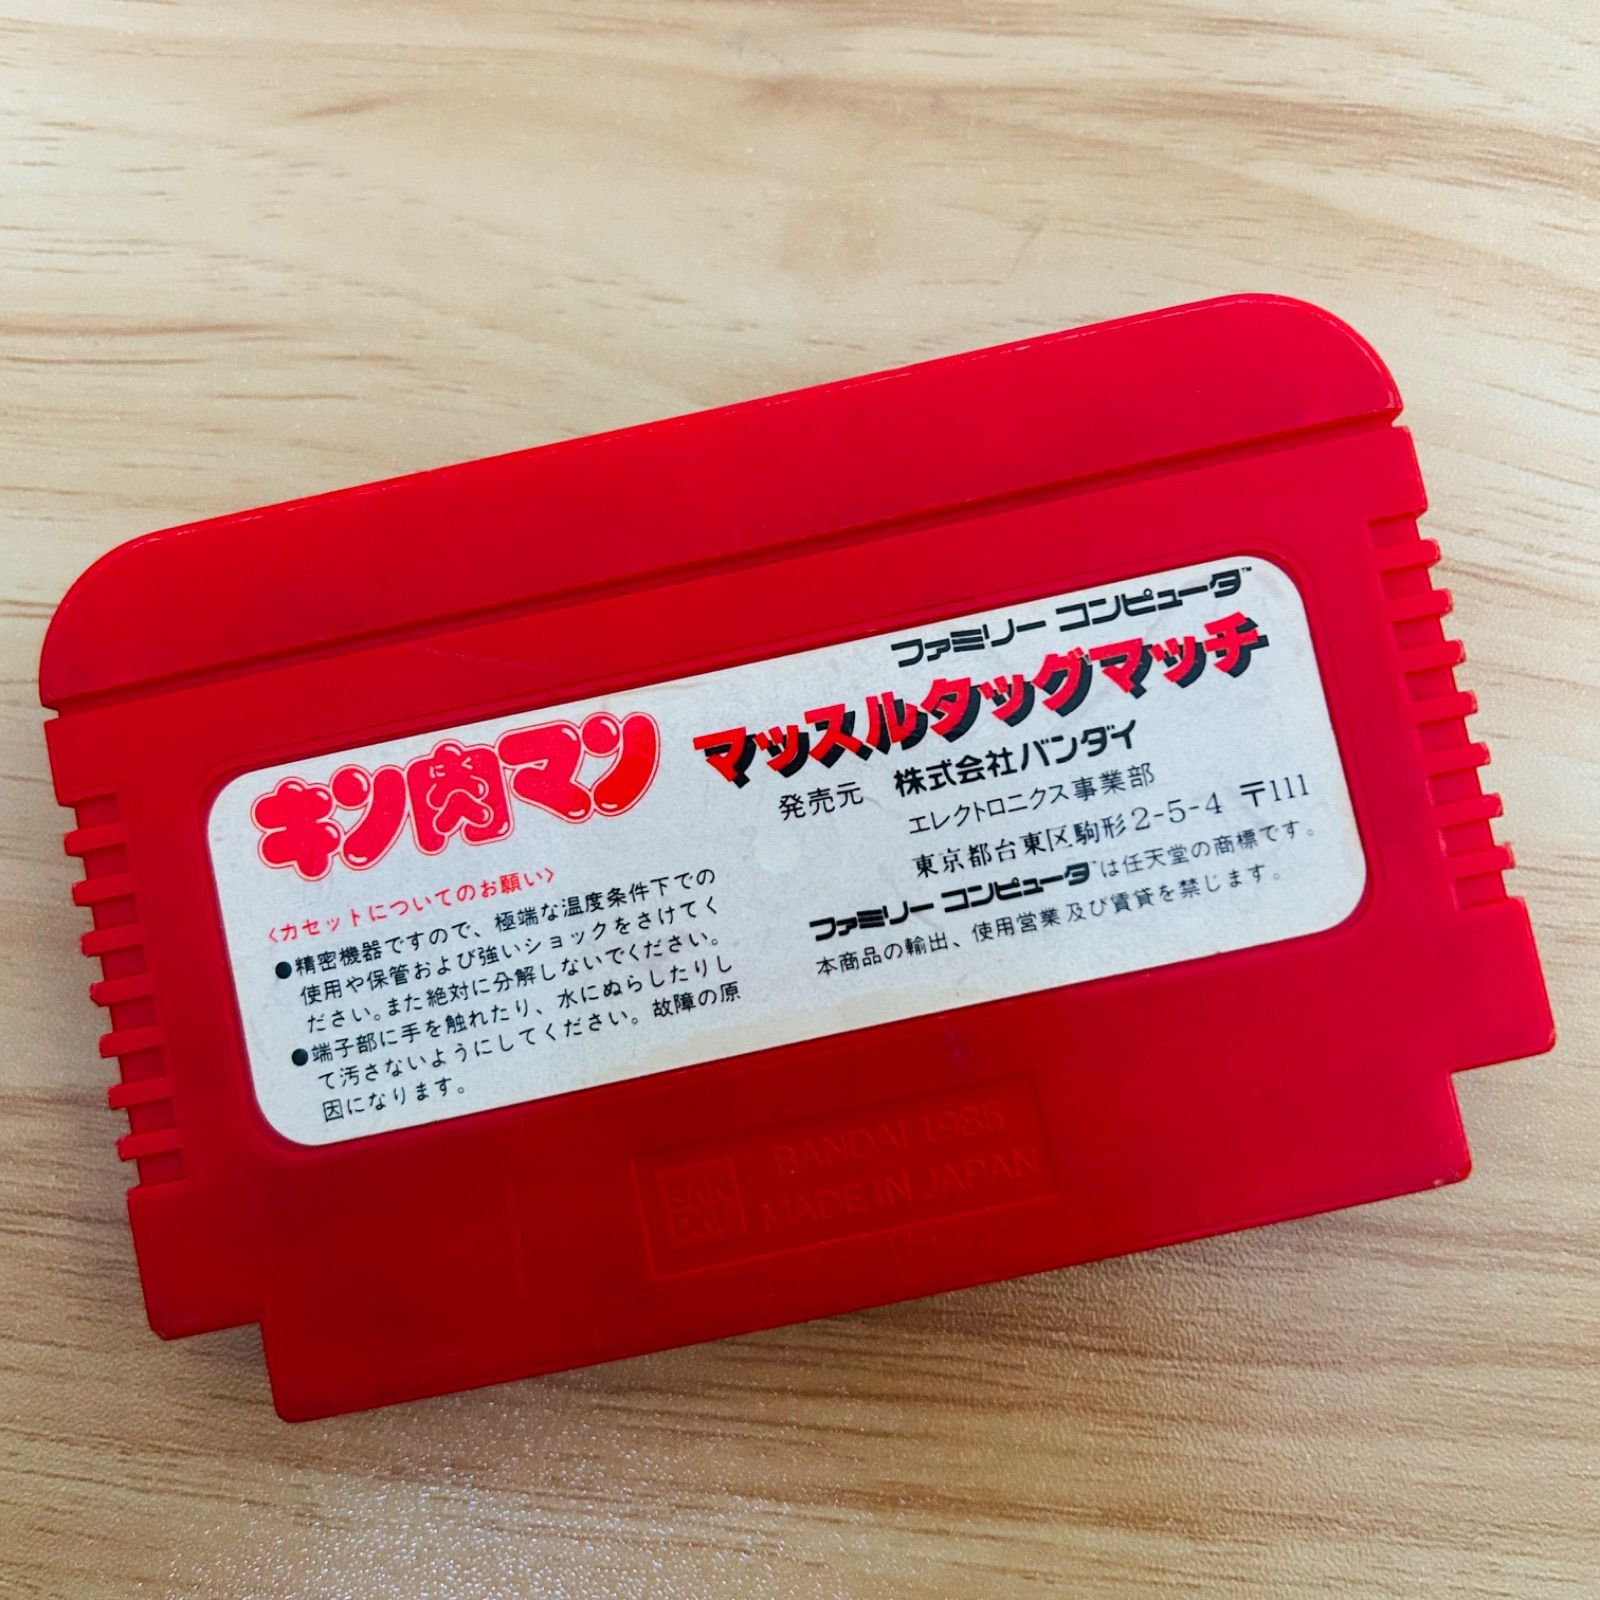 キン肉マン
にく
<カセットについてのお願い>
●精密機器ですので、極端な温度条件下での
使用や保管および強いショックをさけてく
ださい。また絶対に分解しないでください。
●端子部に手を触れたり、水にぬらしたりし
て汚さないようにしてください。故障の原
因になります。
ファミリー コンピュータ™
マッスルタッグマッチ
発売元 株式会社バンダイ
エレクトロニクス事業部
東京都台東区駒形2-5-4 〒111
ファミリー コンピュータ™は任天堂の商標です。
本商品の輸出、使用営業及び賃貸を禁じます。
BAN
DAI
BANDAI 1985
MADE IN JAPAN